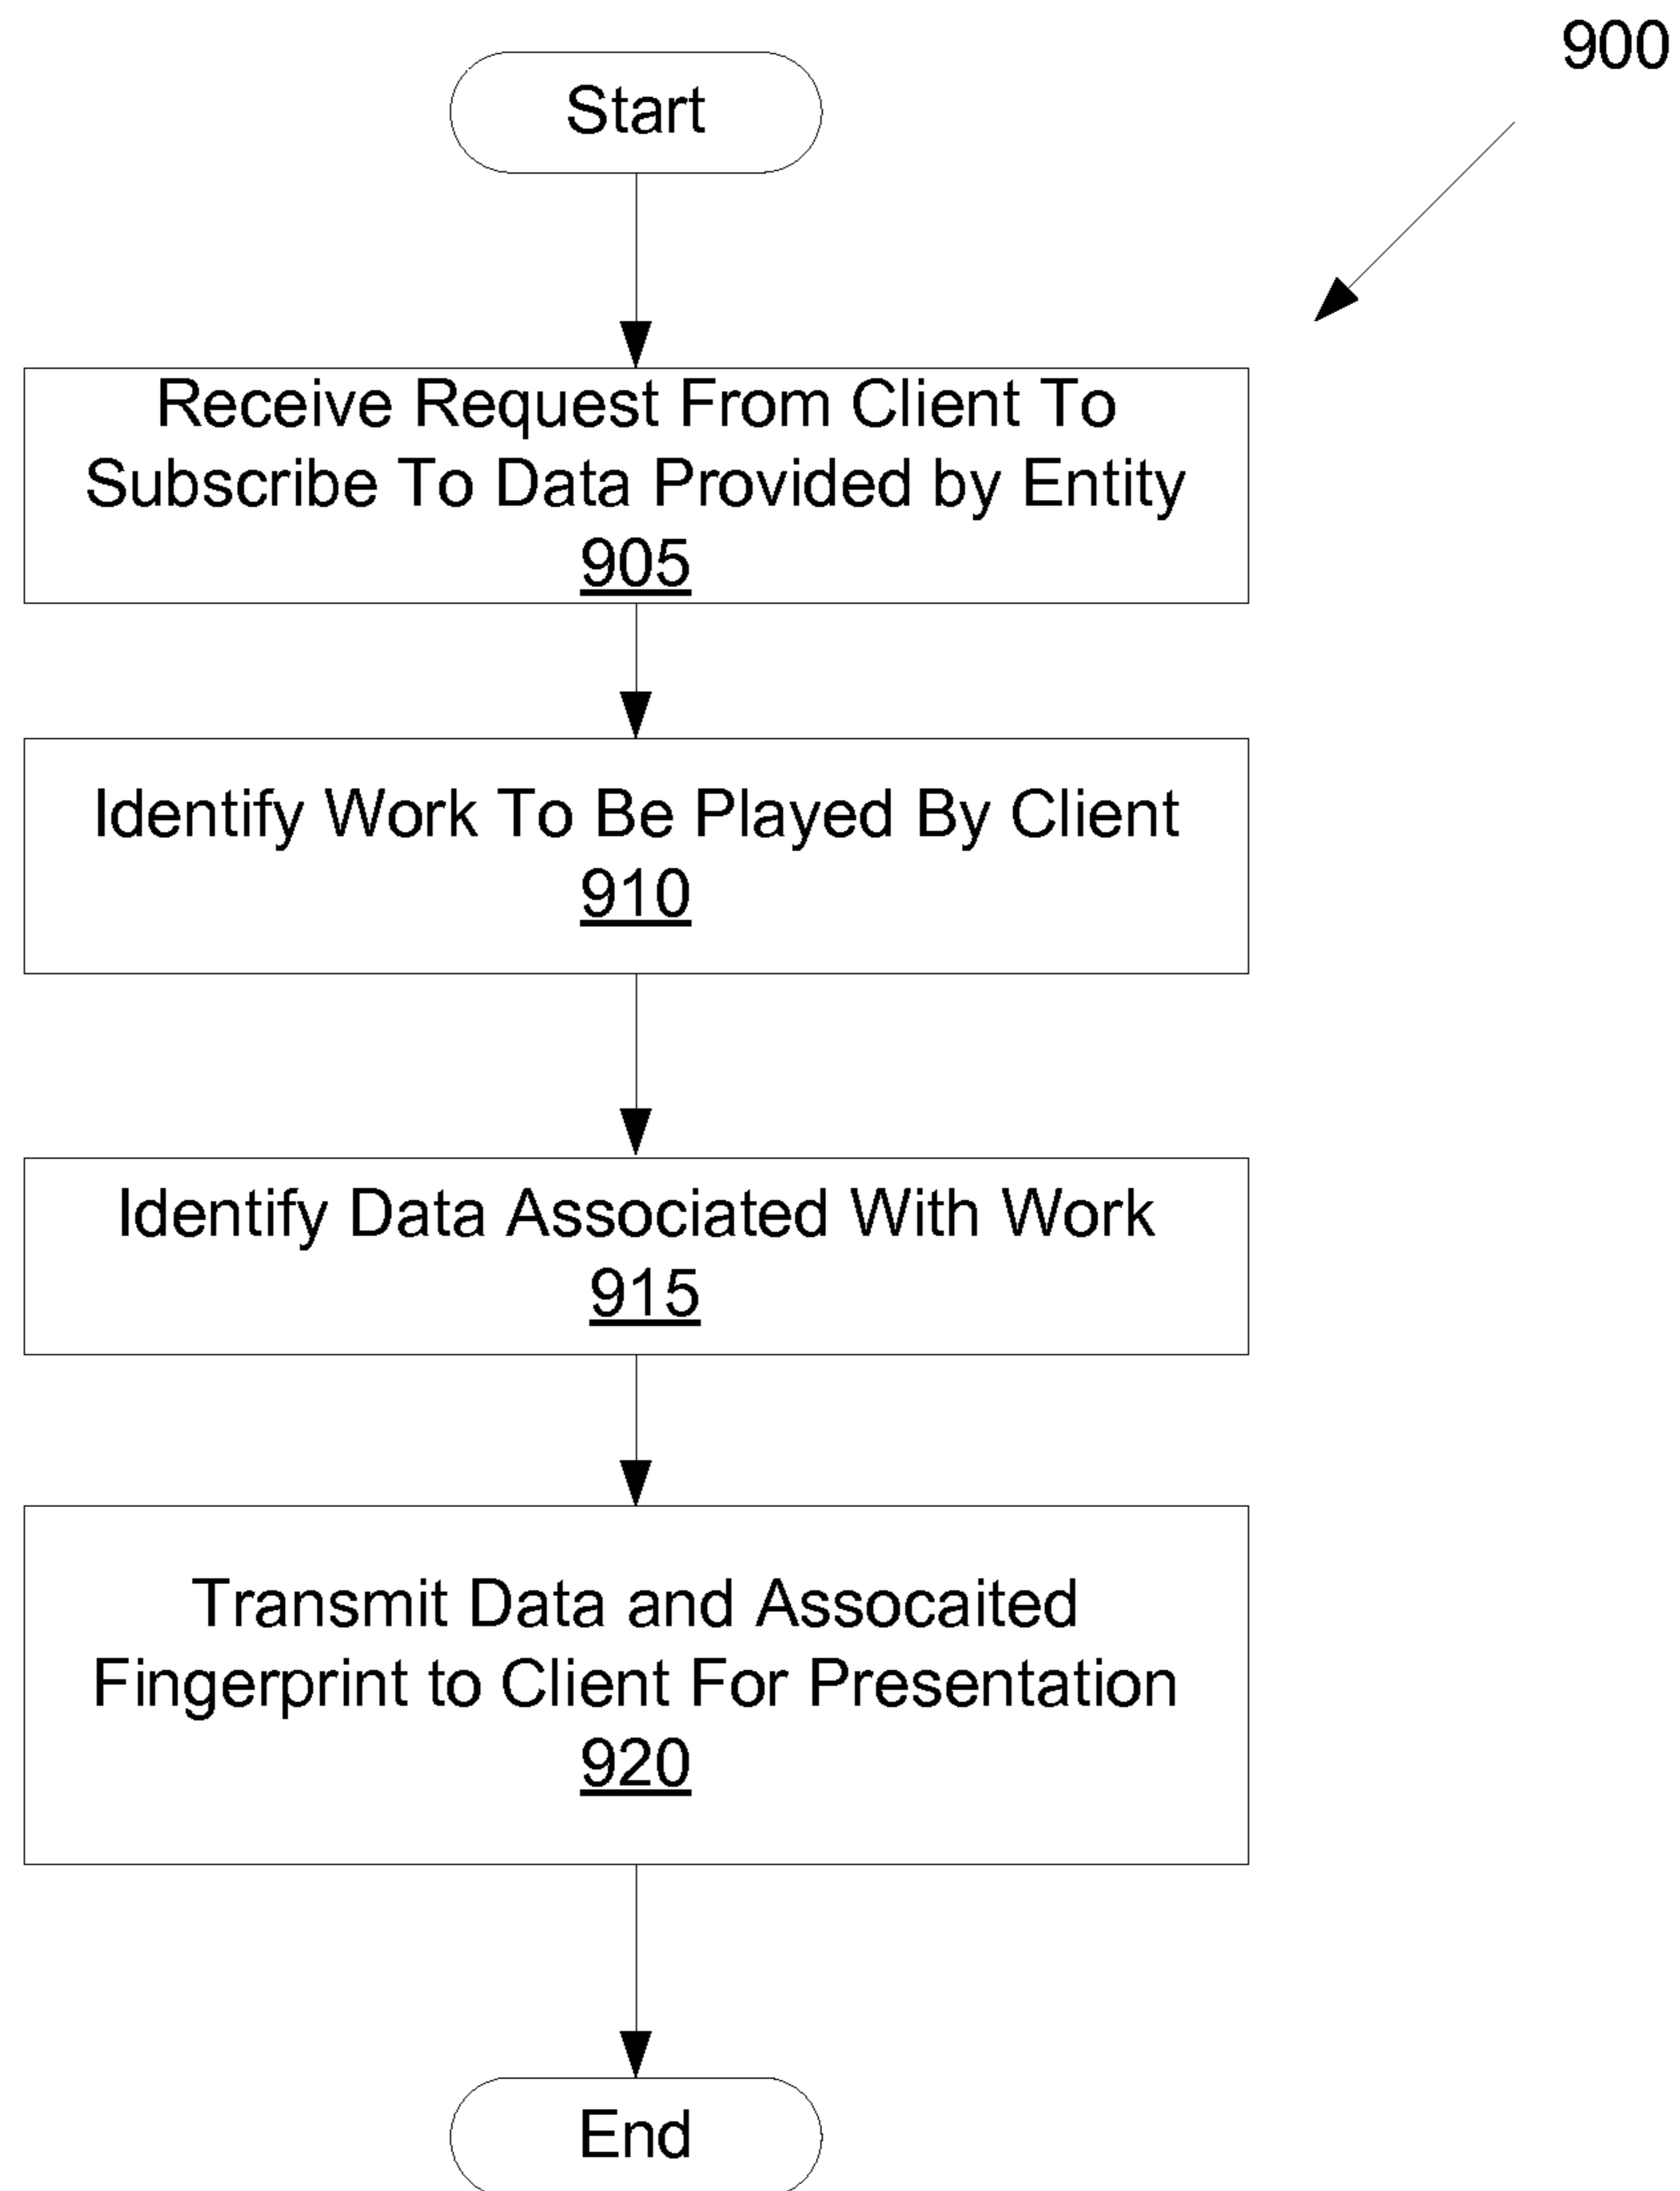 900
Start
Receive Request From Client To
Subscribe To Data Provided by Entity
905
Identify Work To Be Played By Client
910
Identify Data Associated With Work
915
Transmit Data and Assocaited
Fingerprint to Client For Presentation
920
End